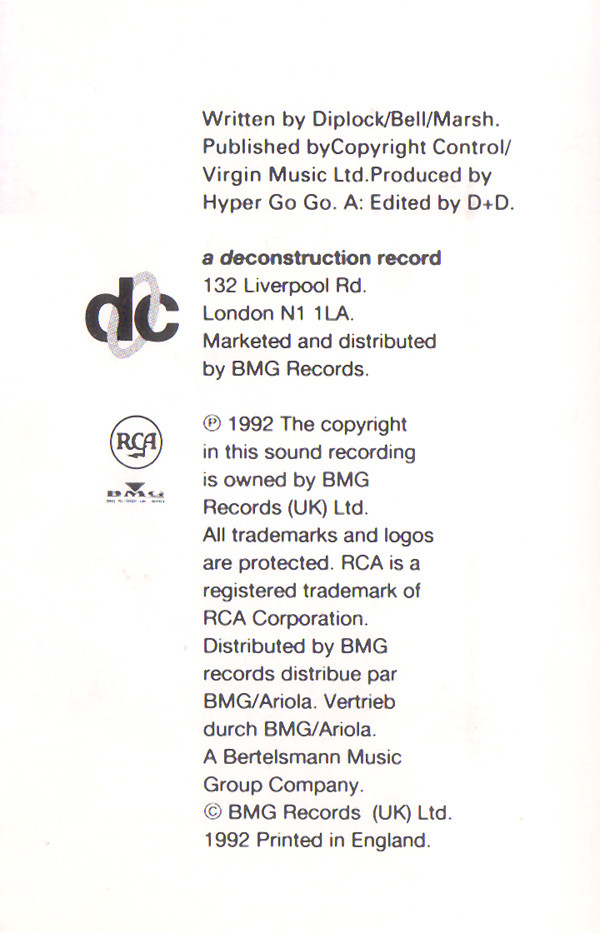 Written by Diplock/Bell/Marsh.
Published byCopyright Control/
Virgin Music Ltd.Produced by
Hyper Go Go. A: Edited by D+D.
a deconstruction record
132 Liverpool Rd.
London N1 1LA.
Marketed and distributed
by BMG Records.
dc
RCA
BMG
℗ 1992 The copyright
in this sound recording
is owned by BMG
Records (UK) Ltd.
All trademarks and logos
are protected. RCA is a
registered trademark of
RCA Corporation.
Distributed by BMG
records distribue par
BMG/Ariola. Vertrieb
durch BMG/Ariola.
A Bertelsmann Music
Group Company.
© BMG Records (UK) Ltd.
1992 Printed in England.